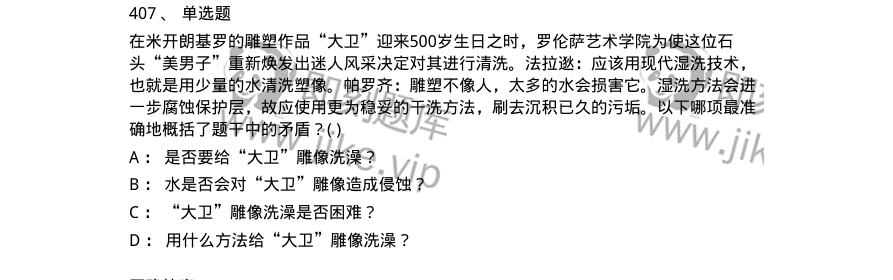 407 、 单选题
在米开朗基罗的雕塑作品“大卫”迎来500岁生日之时，罗伦萨艺术学院为使这位石
头“美男子”重新焕发出迷人风采决定对其进行清洗。法拉逖：应该用现代湿洗技术，
也就是用少量的水清洗塑像。帕罗齐：雕塑不像人，太多的水会损害它。湿洗方法会进
一步腐蚀保护层，故应使用更为稳妥的干洗方法，刷去沉积已久的污垢。以下哪项最准
确地概括了题干中的矛盾？( )
A ： 是否要给“大卫”雕像洗澡？
B ： 水是否会对“大卫”雕像造成侵蚀？
C ： “大卫”雕像洗澡是否困难？
D ： 用什么方法给“大卫”雕像洗澡？
即刻题库
www.jike.vip
www.jik